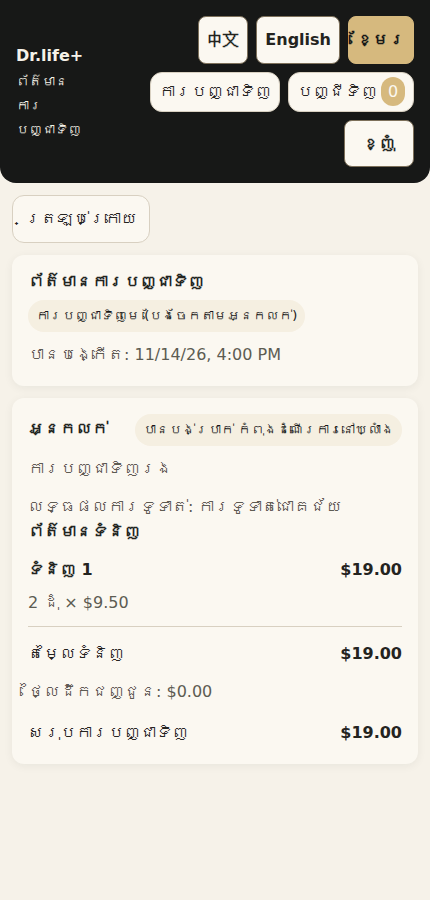 Dr.life+
ព័ត៌មាន
ការ
បញ្ជាទិញ
中文
English
ខ្មែរ
ការបញ្ជាទិញ
បញ្ជីទិញ 0
ខ្ញុំ
ត្រឡប់ក្រោយ
ព័ត៌មានការបញ្ជាទិញ
ការបញ្ជាទិញមេ (បែងចែកតាមអ្នកលក់)
បានបង្កើត: 11/14/26, 4:00 PM
អ្នកលក់
បានបង់ប្រាក់ កំពុងដំណើរការនៅឃ្លាំង
ការបញ្ជាទិញរង
លទ្ធផលការទូទាត់: ការទូទាត់ជោគជ័យ
ព័ត៌មានទំនិញ
ទំនិញ 1 $19.00
2 ដុំ × $9.50
តម្លៃទំនិញ $19.00
ថ្លៃដឹកជញ្ជូន: $0.00
សរុបការបញ្ជាទិញ $19.00